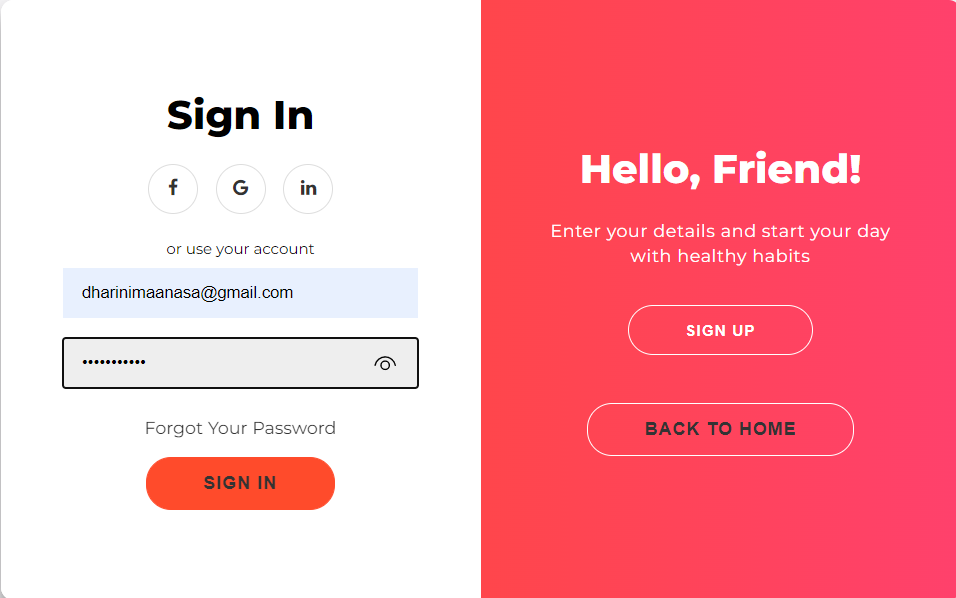 Sign In
f
G
in
or use your account
dharinimaanasa@gmail.com
•••••••••••
Forgot Your Password
SIGN IN
Hello, Friend!
Enter your details and start your day
with healthy habits
SIGN UP
BACK TO HOME